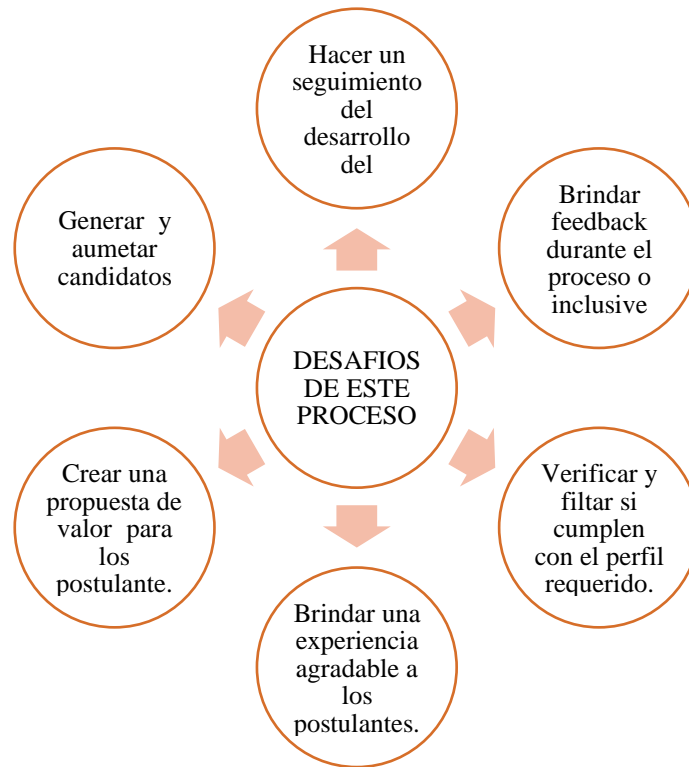 Hacer un
seguimiento
del
desarrollo
del
Brindar
feedback
durante el
proceso o
inclusive
Verificar y
filtar si
cumplen
con el perfil
requerido.
Brindar una
experiencia
agradable a
los
postulantes.
Crear una
propuesta de
valor para
los
postulante.
Generar y
aumetar
candidatos
DESAFIOS
DE ESTE
PROCESO